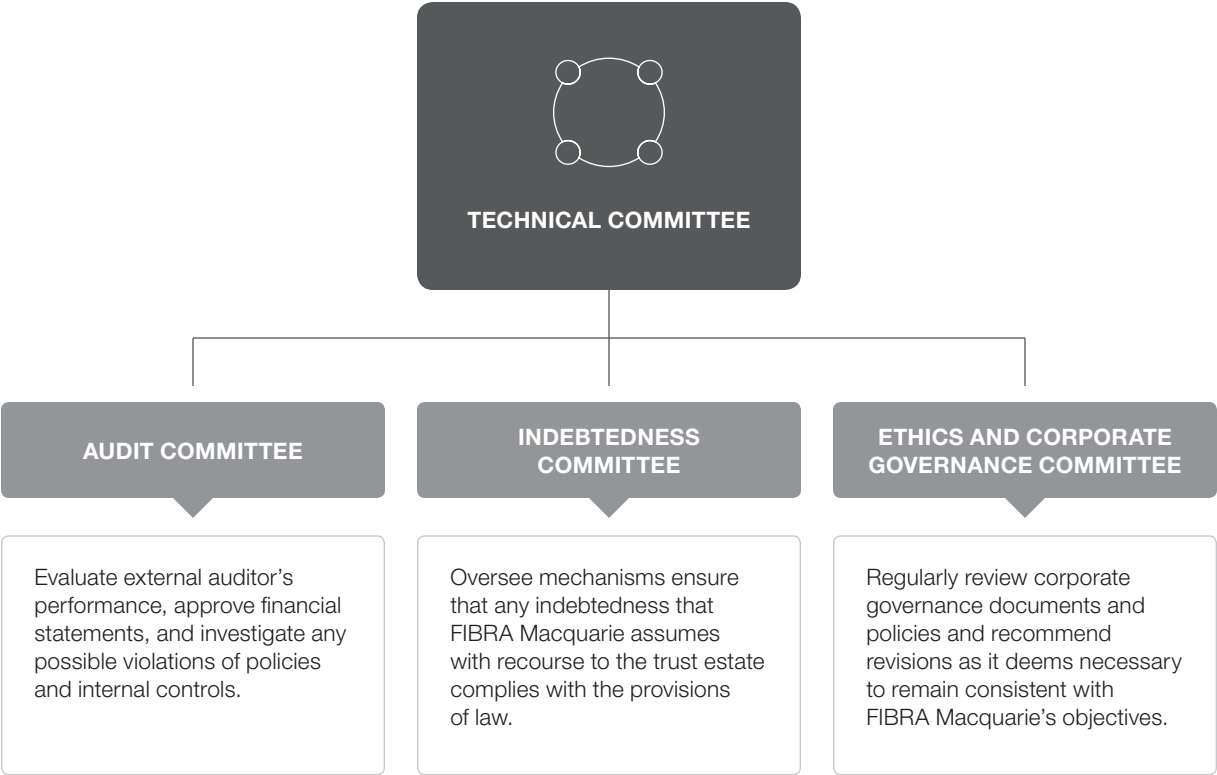 TECHNICAL COMMITTEE
AUDIT COMMITTEE
Evaluate external auditor's
performance, approve financial
statements, and investigate any
possible violations of policies
and internal controls.
INDEBTEDNESS
COMMITTEE
Oversee mechanisms ensure
that any indebtedness that
FIBRA Macquarie assumes
with recourse to the trust estate
complies with the provisions
of law.
ETHICS AND CORPORATE
GOVERNANCE COMMITTEE
Regularly review corporate
governance documents and
policies and recommend
revisions as it deems necessary
to remain consistent with
FIBRA Macquarie's objectives.